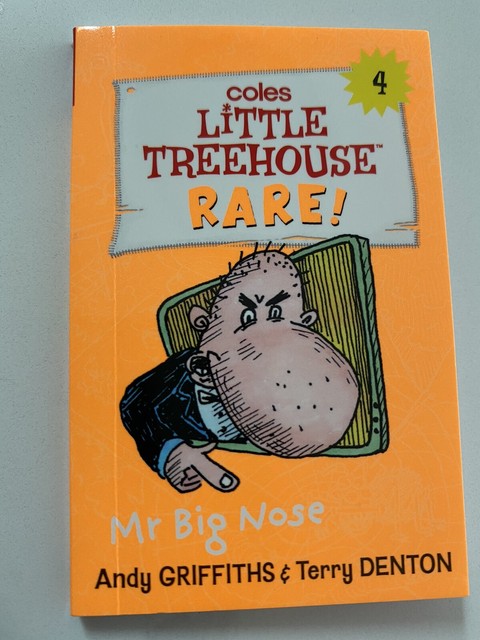 4
coles
LiTTLE
TREEHOUSE™
RARE!
Mr Big Nose
Andy GRIFFITHS & Terry DENTON